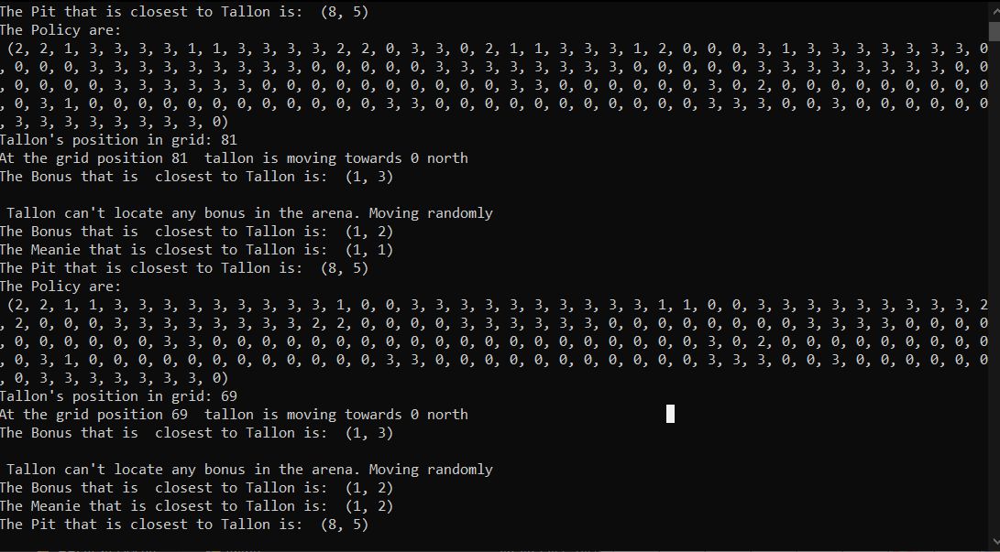 The Pit that is closest to Tallon is:  (8, 5)
The Policy are:
 (2, 2, 1, 3, 3, 3, 3, 1, 1, 3, 3, 3, 3, 2, 2, 0, 3, 3, 0, 2, 1, 1, 3, 3, 3, 1, 2, 0, 0, 0, 3, 1, 3, 3, 3, 3, 3, 3, 3, 0
, 0, 0, 0, 3, 3, 3, 3, 3, 3, 3, 3, 3, 0, 0, 0, 0, 0, 3, 3, 3, 3, 3, 3, 3, 3, 0, 0, 0, 0, 0, 3, 3, 3, 3, 3, 3, 3, 3, 0, 0
, 0, 0, 0, 0, 3, 3, 3, 3, 3, 3, 0, 0, 0, 0, 0, 0, 0, 0, 0, 0, 3, 3, 0, 0, 0, 0, 0, 0, 3, 0, 2, 0, 0, 0, 0, 0, 0, 0, 0, 0
, 0, 3, 1, 0, 0, 0, 0, 0, 0, 0, 0, 0, 0, 0, 0, 3, 3, 0, 0, 0, 0, 0, 0, 0, 0, 0, 0, 0, 3, 3, 3, 0, 0, 3, 0, 0, 0, 0, 0, 0
, 3, 3, 3, 3, 3, 3, 3, 3, 0)
Tallon's position in grid: 81
At the grid position 81  tallon is moving towards 0 north
The Bonus that is  closest to Tallon is:  (1, 3)
 Tallon can't locate any bonus in the arena. Moving randomly
The Bonus that is  closest to Tallon is:  (1, 2)
The Meanie that is closest to Tallon is:  (1, 1)
The Pit that is closest to Tallon is:  (8, 5)
The Policy are:
 (2, 2, 1, 1, 3, 3, 3, 3, 3, 3, 3, 3, 3, 1, 0, 0, 3, 3, 3, 3, 3, 3, 3, 3, 3, 3, 1, 1, 0, 0, 3, 3, 3, 3, 3, 3, 3, 3, 3, 2
, 2, 0, 0, 0, 3, 3, 3, 3, 3, 3, 3, 3, 2, 2, 0, 0, 0, 0, 3, 3, 3, 3, 3, 3, 0, 0, 0, 0, 0, 0, 0, 0, 3, 3, 3, 3, 0, 0, 0, 0
, 0, 0, 0, 0, 0, 0, 3, 3, 0, 0, 0, 0, 0, 0, 0, 0, 0, 0, 0, 0, 0, 0, 0, 0, 0, 0, 0, 0, 3, 0, 2, 0, 0, 0, 0, 0, 0, 0, 0, 0
, 0, 3, 1, 0, 0, 0, 0, 0, 0, 0, 0, 0, 0, 0, 0, 3, 3, 0, 0, 0, 0, 0, 0, 0, 0, 0, 0, 0, 3, 3, 3, 0, 0, 3, 0, 0, 0, 0, 0, 0
, 0, 3, 3, 3, 3, 3, 3, 3, 0)
Tallon's position in grid: 69
At the grid position 69  tallon is moving towards 0 north
The Bonus that is  closest to Tallon is:  (1, 3)
 Tallon can't locate any bonus in the arena. Moving randomly
The Bonus that is  closest to Tallon is:  (1, 2)
The Meanie that is closest to Tallon is:  (1, 2)
The Pit that is closest to Tallon is:  (8, 5)